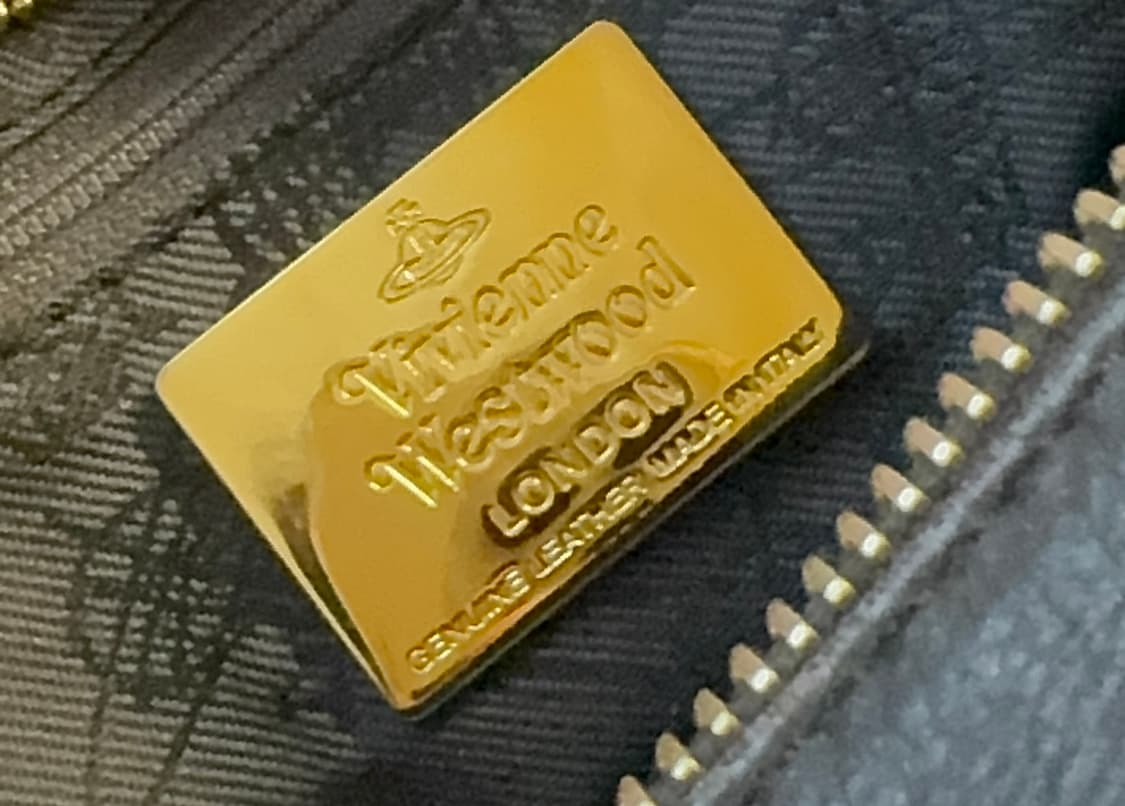 Vivienne
Westwood
LONDON
GENUINE LEATHER MADE IN ITALY